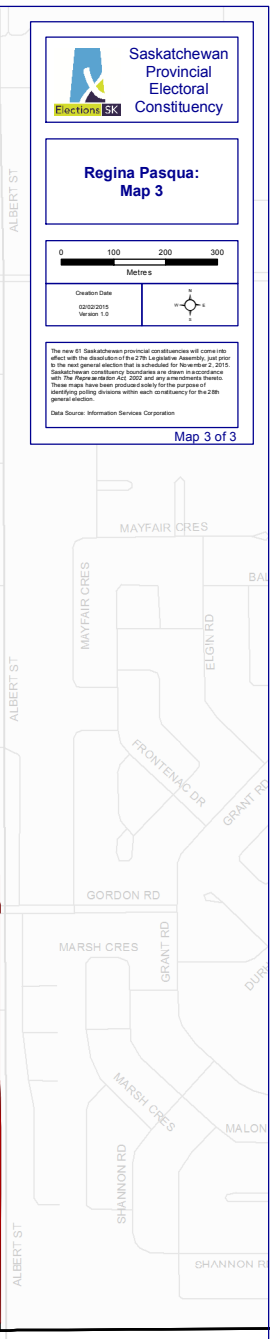 Saskatchewan
Provincial
Electoral
Constituency
Elections SK
Regina Pasqua:
Map 3
0 100 200 300
Metres
Creation Date
02/02/2015
Version 1.0
N
W E
S
The new 61 Saskatchewan provincial constituencies will come into
effect with the dissolution of the 27th Legislative Assembly, just prior
to the next general election that is scheduled for November 2, 2015.
Saskatchewan constituency boundaries are drawn in accordance
with The Representation Act, 2002 and any amendments thereto.
These maps have been produced solely for the purpose of
identifying polling divisions within each constituency for the 28th
general election.
Data Source: Information Services Corporation
Map 3 of 3
ALBERT ST
MAYFAIR CRES
MAYFAIR CRES
BAL
ELGIN RD
ALBERT ST
FRONTENAC DR
GRANT RD
GORDON RD
MARSH CRES
GRANT RD
DUR
MARSH CRES
MALON
SHANNON RD
ALBERT ST
SHANNON R